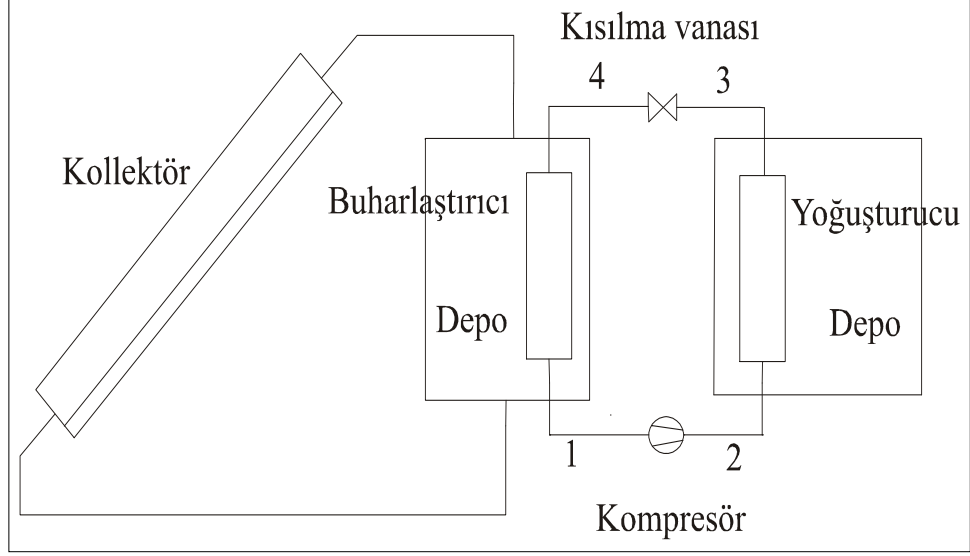 Kısılma vanası
4
3
Kollektör
Buharlaştırıcı
Yoğuşturucu
Depo
Depo
1
2
Kompresör